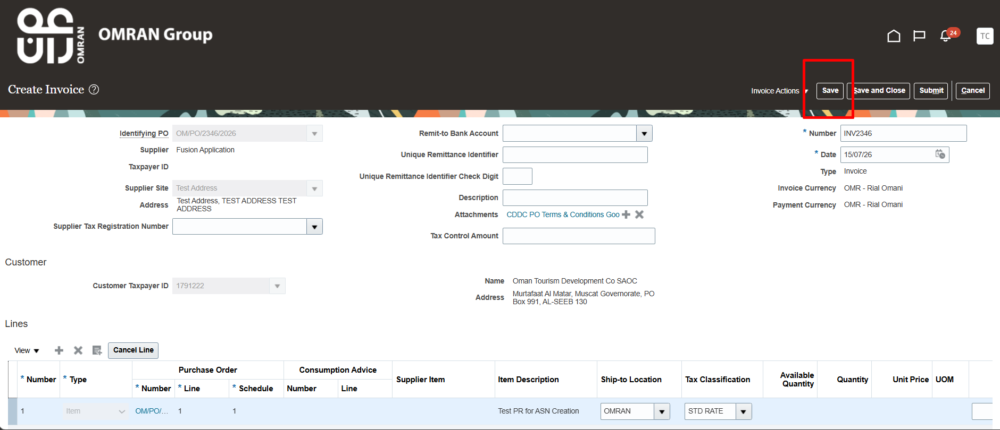 عمران
OMRAN
OMRAN Group
24
TC
Create Invoice ?
Invoice Actions
Save
Save and Close
Submit
Cancel
Identifying PO OM/PO/2346/2026
Supplier Fusion Application
Taxpayer ID
Supplier Site Test Address
Address Test Address, TEST ADDRESS TEST
ADDRESS
Supplier Tax Registration Number
Remit-to Bank Account
Unique Remittance Identifier
Unique Remittance Identifier Check Digit
Description
Attachments CDDC PO Terms & Conditions Goo
Tax Control Amount
* Number INV2346
* Date 15/07/26
Type Invoice
Invoice Currency OMR - Rial Omani
Payment Currency OMR - Rial Omani
Customer
Customer Taxpayer ID 1791222
Name Oman Tourism Development Co SAOC
Address Murtafaat Al Matar, Muscat Governorate, PO
Box 991, AL-SEEB 130
Lines
View
Cancel Line
* Number
* Type
Purchase Order
* Number
* Line
* Schedule
Consumption Advice
Number
Line
Supplier Item
Item Description
Ship-to Location
Tax Classification
Available
Quantity
Quantity
Unit Price
UOM
1 Item OM/PO/... 1 1 Test PR for ASN Creation OMRAN STD RATE